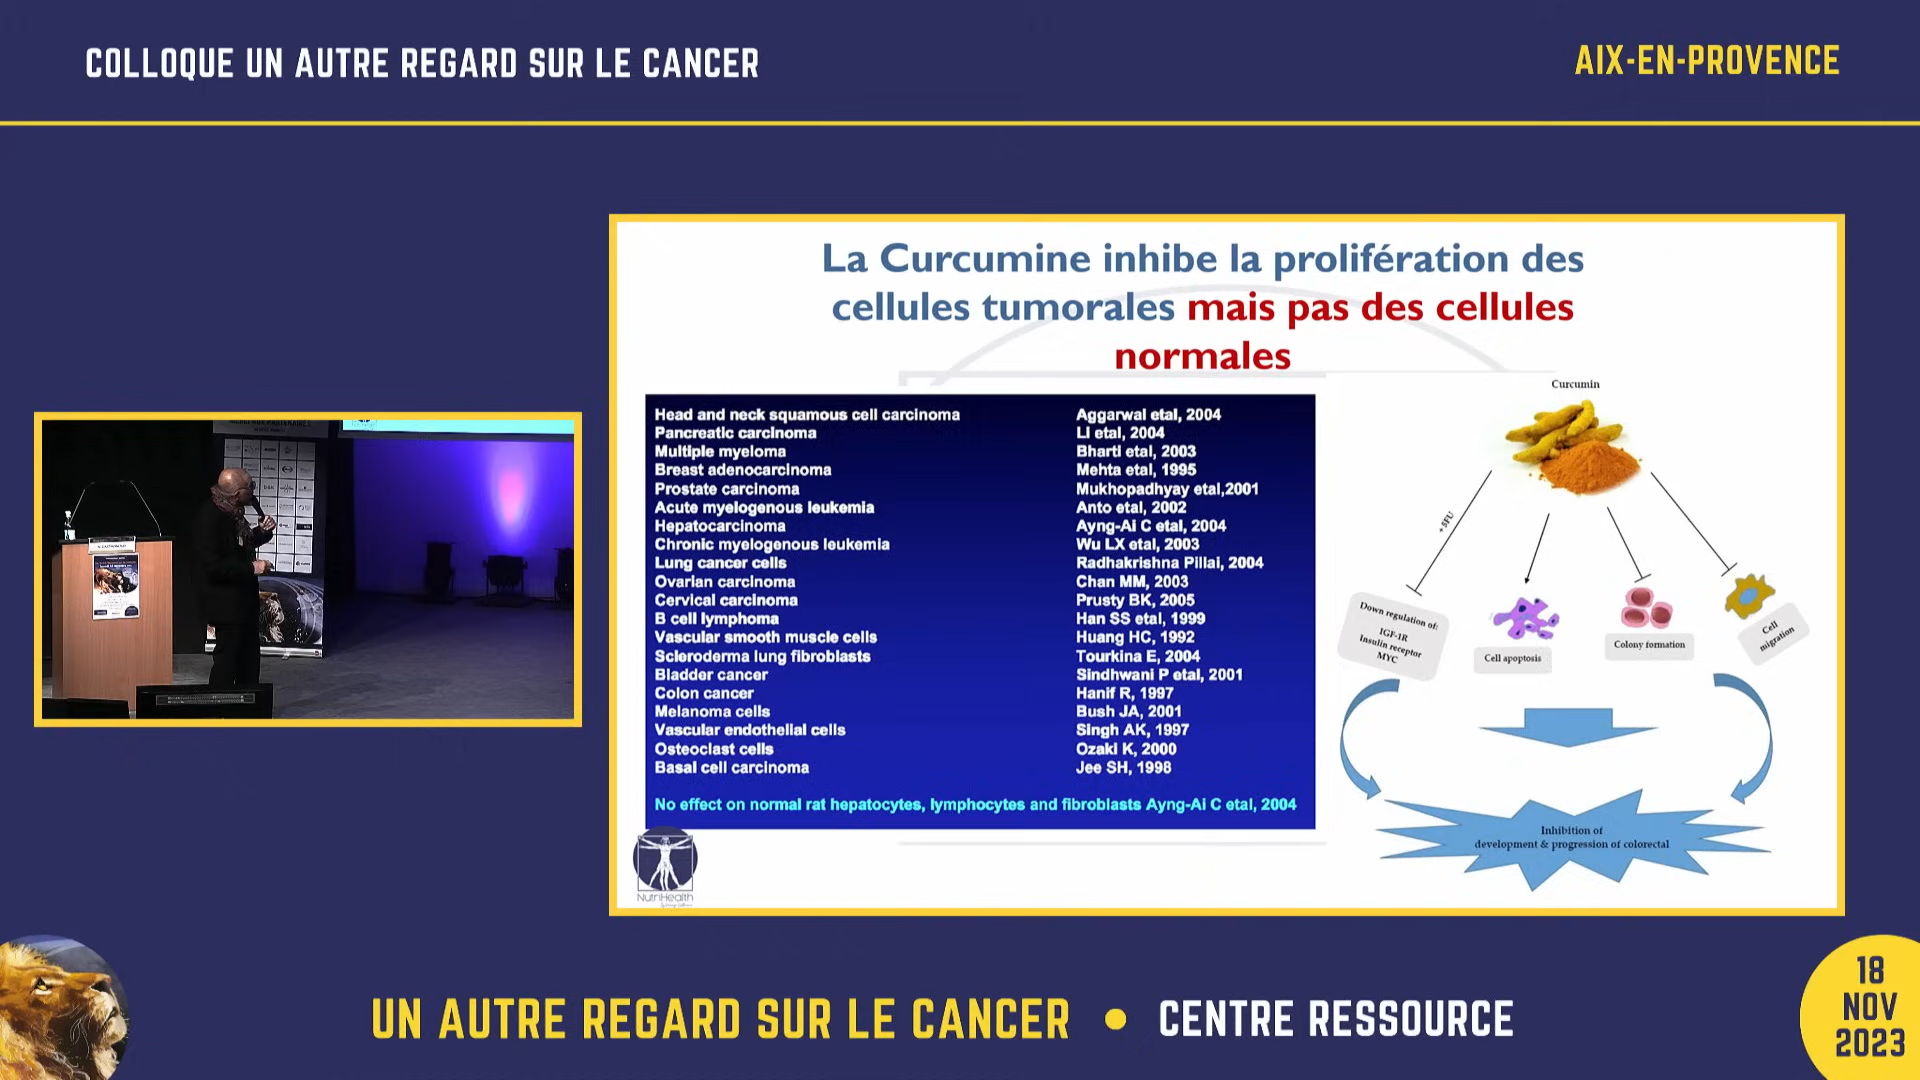 COLLOQUE UN AUTRE REGARD SUR LE CANCER
AIX-EN-PROVENCE
La Curcumine inhibe la prolifération des
cellules tumorales mais pas des cellules
normales
Head and neck squamous cell carcinoma Aggarwal etal, 2004
Pancreatic carcinoma Li etal, 2004
Multiple myeloma Bharti etal, 2003
Breast adenocarcinoma Mehta etal, 1995
Prostate carcinoma Mukhopadhyay etal,2001
Acute myelogenous leukemia Anto etal, 2002
Hepatocarcinoma Ayng-Ai C etal, 2004
Chronic myelogenous leukemia Wu LX etal, 2003
Lung cancer cells Radhakrishna Pillai, 2004
Ovarian carcinoma Chan MM, 2003
Cervical carcinoma Prusty BK, 2005
B cell lymphoma Han SS etal, 1999
Vascular smooth muscle cells Huang HC, 1992
Scleroderma lung fibroblasts Tourkina E, 2004
Bladder cancer Sindhwani P etal, 2001
Colon cancer Hanif R, 1997
Melanoma cells Bush JA, 2001
Vascular endothelial cells Singh AK, 1997
Osteoclast cells Ozaki K, 2000
Basal cell carcinoma Jee SH, 1998
No effect on normal rat hepatocytes, lymphocytes and fibroblasts Ayng-Ai C etal, 2004
Curcumin
+5FU
Down regulation of:
IGF-1R
Insulin receptor
MYC
Cell apoptosis
Colony formation
Cell
migration
Inhibition of
development & progression of colorectal
NutriHealth
UN AUTRE REGARD SUR LE CANCER • CENTRE RESSOURCE
18
NOV
2023